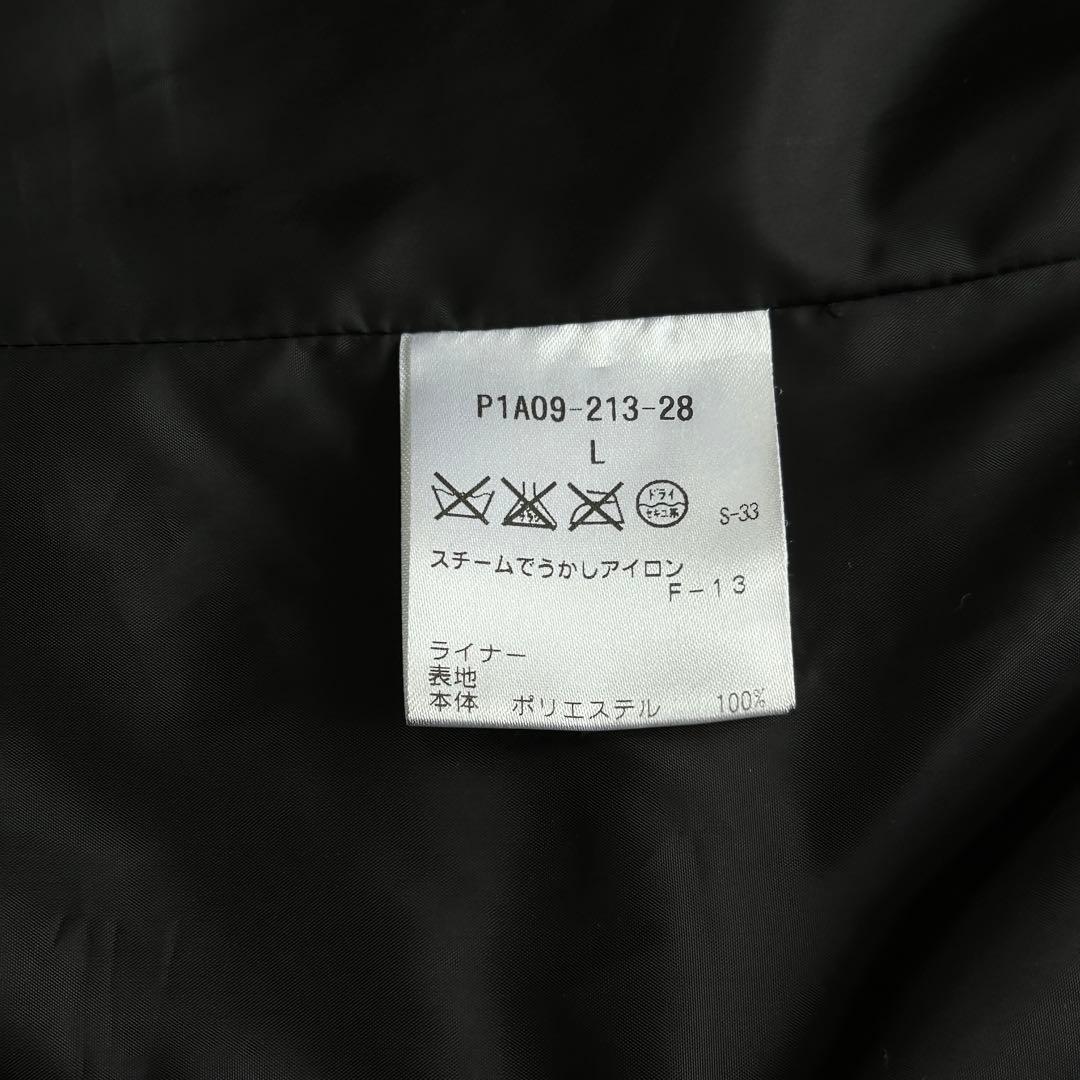 P1A09-213-28
L
ドライ
セキユ系
S-33
スチームでうかしアイロン
F-13
ライナー
表地
本体 ポリエステル 100%